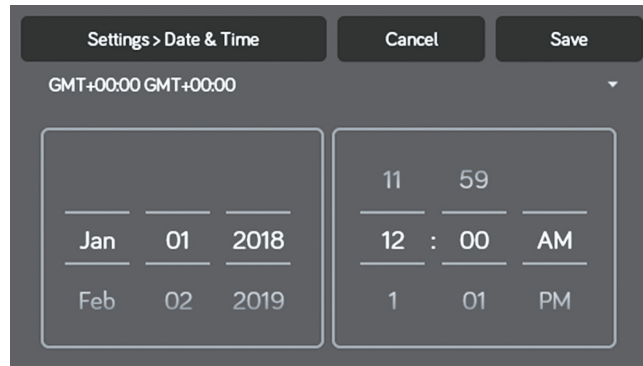 Settings > Date & Time Cancel Save
GMT+00:00 GMT+00:00
11 59
Jan 01 2018 12 : 00 AM
Feb 02 2019 1 01 PM